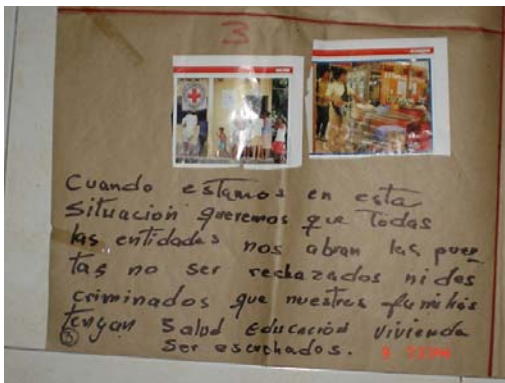 3
Cuando estamos en esta
situación queremos que todas
las entidades nos abran las puer
tas no ser rechazados ni des
criminados que nuestras familias
tengan Salud Educación vivienda
3 Ser escuchados.